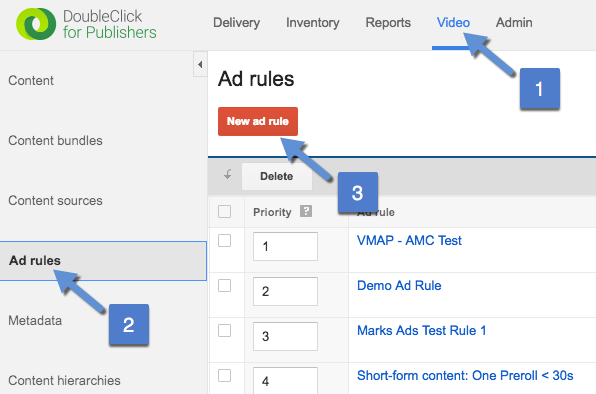 DoubleClick
for Publishers
Delivery Inventory Reports Video Admin
1
Content
Content bundles
Content sources
Ad rules
2
Metadata
Content hierarchies
Ad rules
New ad rule
3
Delete
Priority ? Ad rule
1 VMAP - AMC Test
2 Demo Ad Rule
3 Marks Ads Test Rule 1
4 Short-form content: One Preroll < 30s